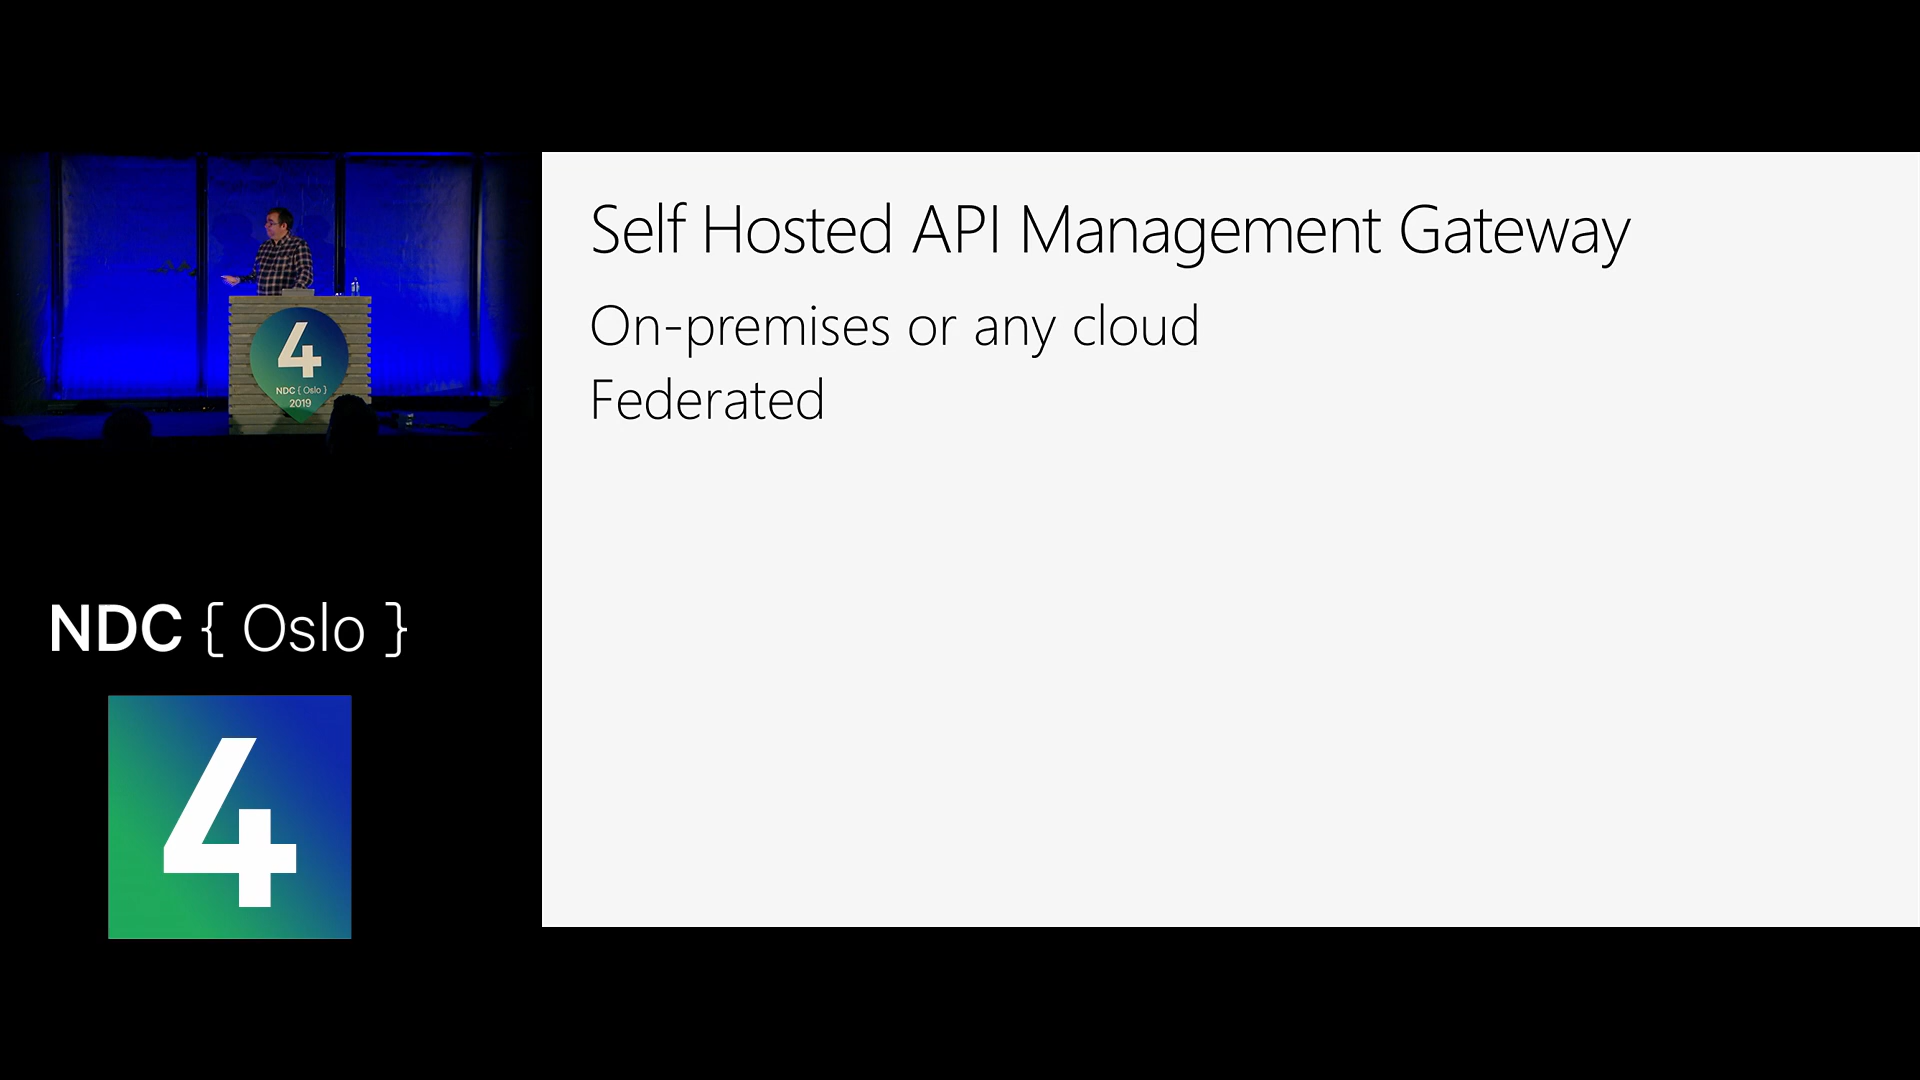 4
NDC { Oslo }
2019
NDC { Oslo }
4
Self Hosted API Management Gateway
On-premises or any cloud
Federated